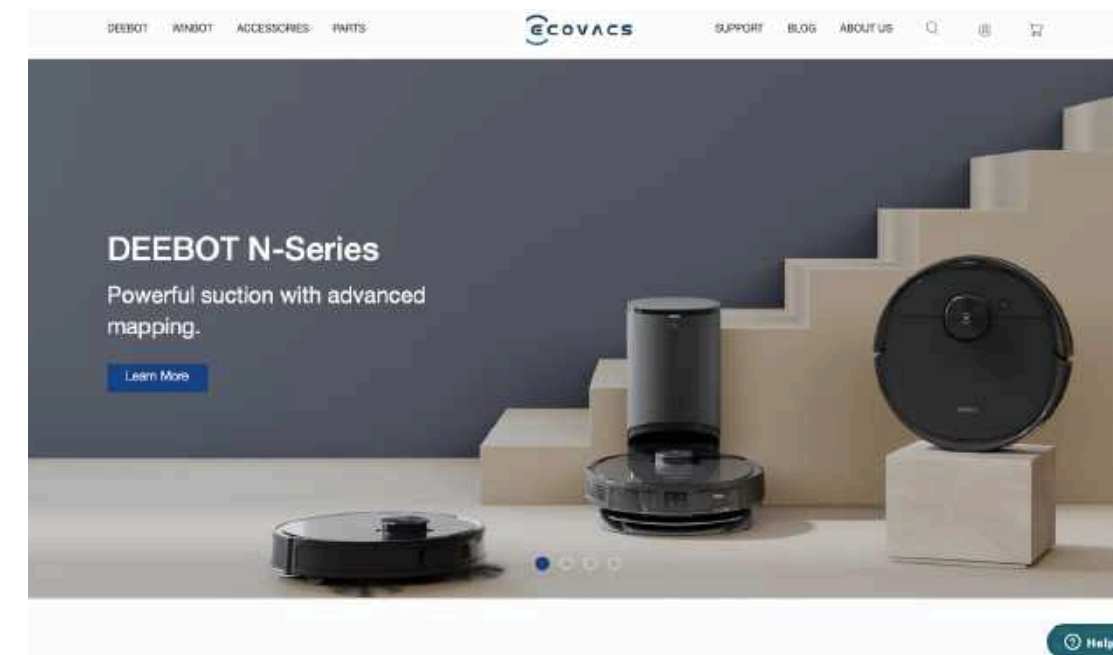 DEEBOT WINBOT ACCESSORIES PARTS ECOVACS SUPPORT BLOG ABOUT US
DEEBOT N-Series
Powerful suction with advanced
mapping.
Learn More
Help